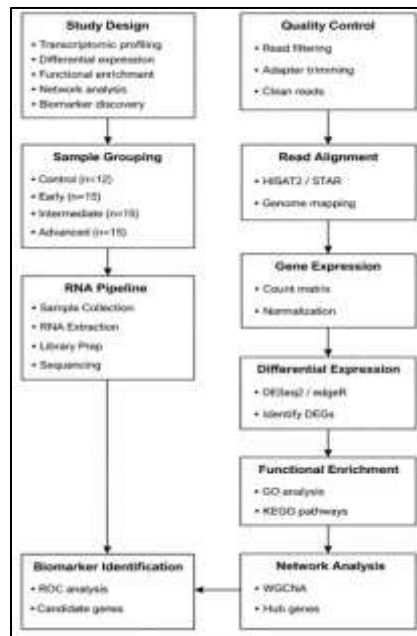 Study Design
• Transcriptomic profiling
• Differential expression
• Functional enrichment
• Network analysis
• Biomarker discovery
Sample Grouping
• Control (n=12)
• Early (n=15)
• Intermediate (n=15)
• Advanced (n=15)
RNA Pipeline
• Sample Collection
• RNA Extraction
• Library Prep
• Sequencing
Biomarker Identification
• ROC analysis
• Candidate genes
Quality Control
• Read filtering
• Adapter trimming
• Clean reads
Read Alignment
• HISAT2 / STAR
• Genome mapping
Gene Expression
• Count matrix
• Normalization
Differential Expression
• DESeq2 / edgeR
• Identify DEGs
Functional Enrichment
• GO analysis
• KEGG pathways
Network Analysis
• WGCNA
• Hub genes